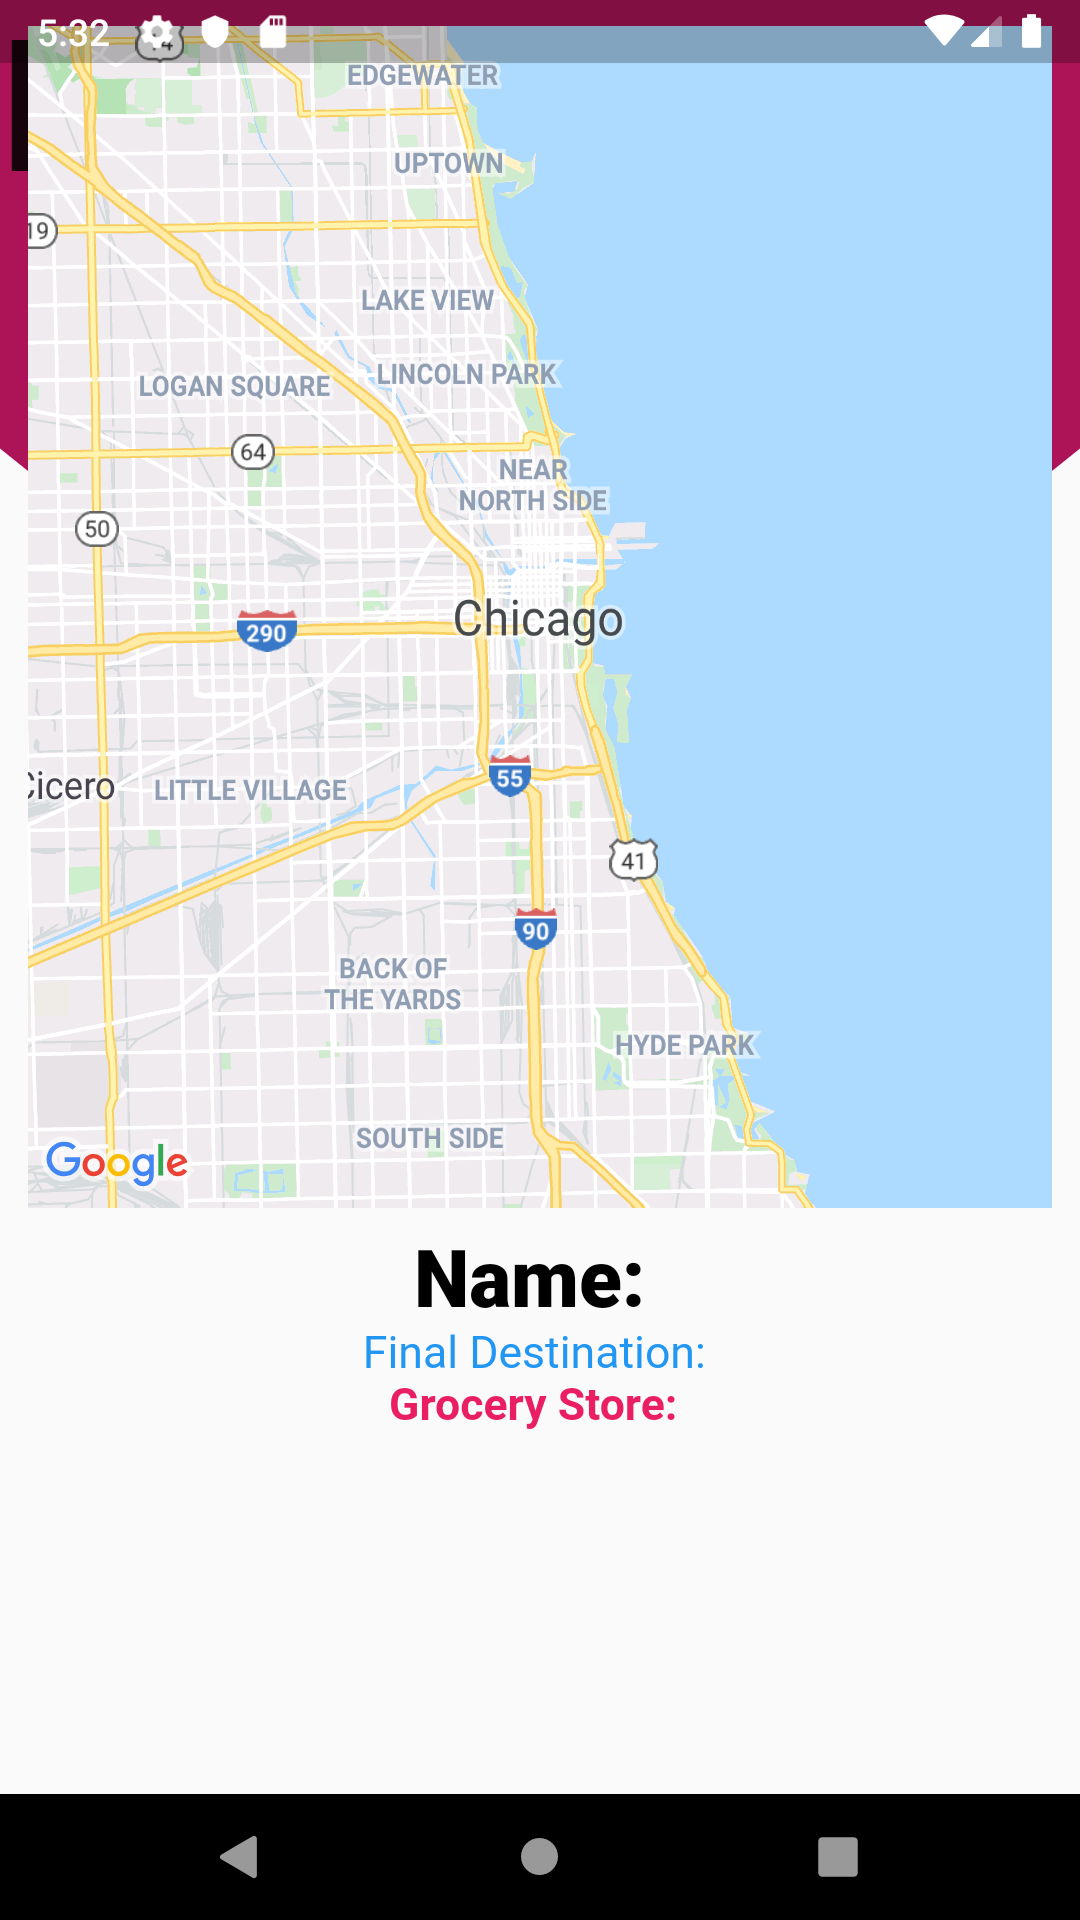 5:32
EDGEWATER
UPTOWN
19
LAKE VIEW
LINCOLN PARK
LOGAN SQUARE
64
NEAR
NORTH SIDE
50
Chicago
290
Cicero
LITTLE VILLAGE
55
41
90
BACK OF
THE YARDS
HYDE PARK
SOUTH SIDE
Google
Name:
Final Destination:
Grocery Store: